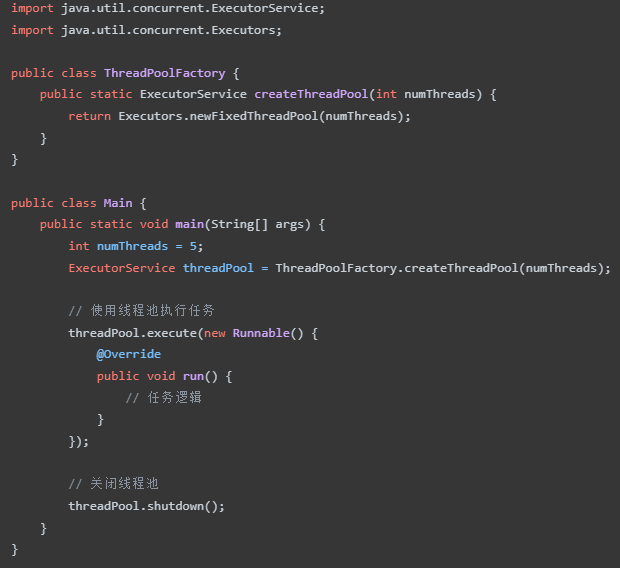 import java.util.concurrent.ExecutorService;
import java.util.concurrent.Executors;

public class ThreadPoolFactory {
    public static ExecutorService createThreadPool(int numThreads) {
        return Executors.newFixedThreadPool(numThreads);
    }
}

public class Main {
    public static void main(String[] args) {
        int numThreads = 5;
        ExecutorService threadPool = ThreadPoolFactory.createThreadPool(numThreads);

        // 使用线程池执行任务
        threadPool.execute(new Runnable() {
            @Override
            public void run() {
                // 任务逻辑
            }
        });

        // 关闭线程池
        threadPool.shutdown();
    }
}